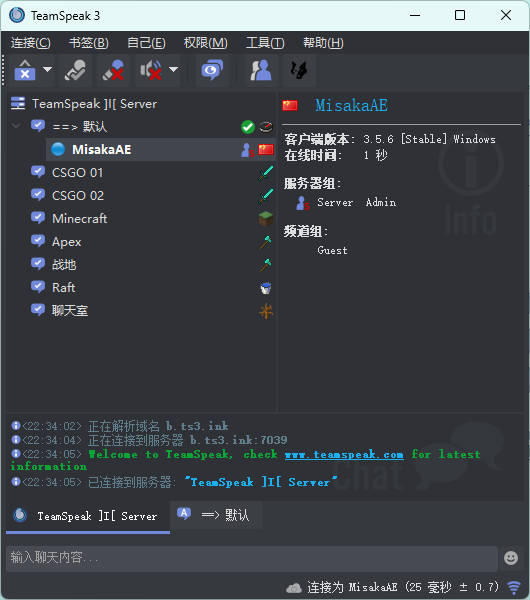 TeamSpeak 3
连接(C) 书签(B) 自己(E) 权限(M) 工具(T) 帮助(H)
TeamSpeak ]I[ Server
==> 默认
MisakaAE
CSGO 01
CSGO 02
Minecraft
Apex
战地
Raft
聊天室
MisakaAE
客户端版本: 3.5.6 [Stable] Windows
在线时间: 1 秒
服务器组:
Server Admin
频道组:
Guest
Info
<22:34:02> 正在解析域名 b.ts3.ink
<22:34:04> 正在连接到服务器 b.ts3.ink:7039
<22:34:05> Welcome to TeamSpeak, check www.teamspeak.com for latest
information
<22:34:05> 已连接到服务器: "TeamSpeak ]I[ Server"
Chat
TeamSpeak ]I[ Server
==> 默认
输入聊天内容...
连接为 MisakaAE (25 毫秒 ± 0.7)